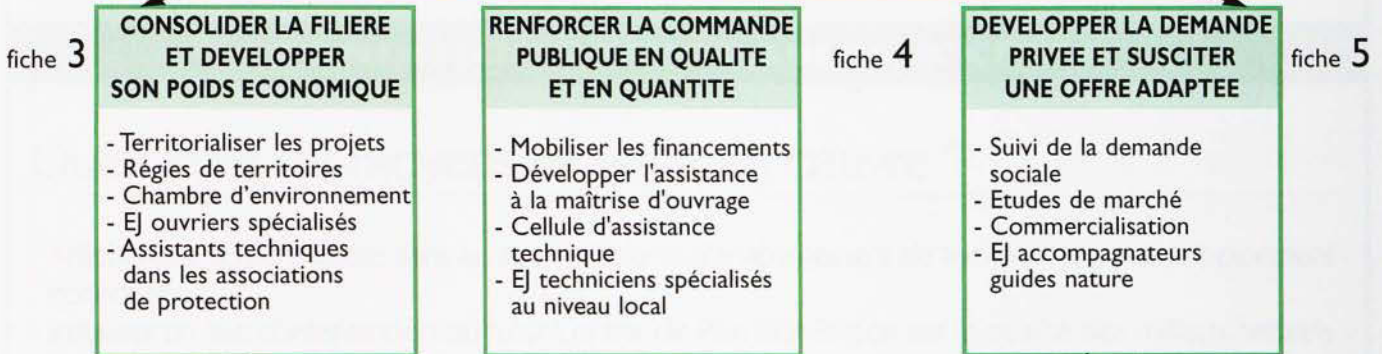 fiche 3
CONSOLIDER LA FILIERE
ET DEVELOPPER
SON POIDS ECONOMIQUE
- Territorialiser les projets
- Régies de territoires
- Chambre d'environnement
- EJ ouvriers spécialisés
- Assistants techniques
dans les associations
de protection
RENFORCER LA COMMANDE
PUBLIQUE EN QUALITE
ET EN QUANTITE
- Mobiliser les financements
- Développer l'assistance
à la maîtrise d'ouvrage
- Cellule d'assistance
technique
- EJ techniciens spécialisés
au niveau local
fiche 4
DEVELOPPER LA DEMANDE
PRIVEE ET SUSCITER
UNE OFFRE ADAPTEE
- Suivi de la demande
sociale
- Etudes de marché
- Commercialisation
- EJ accompagnateurs
guides nature
fiche 5